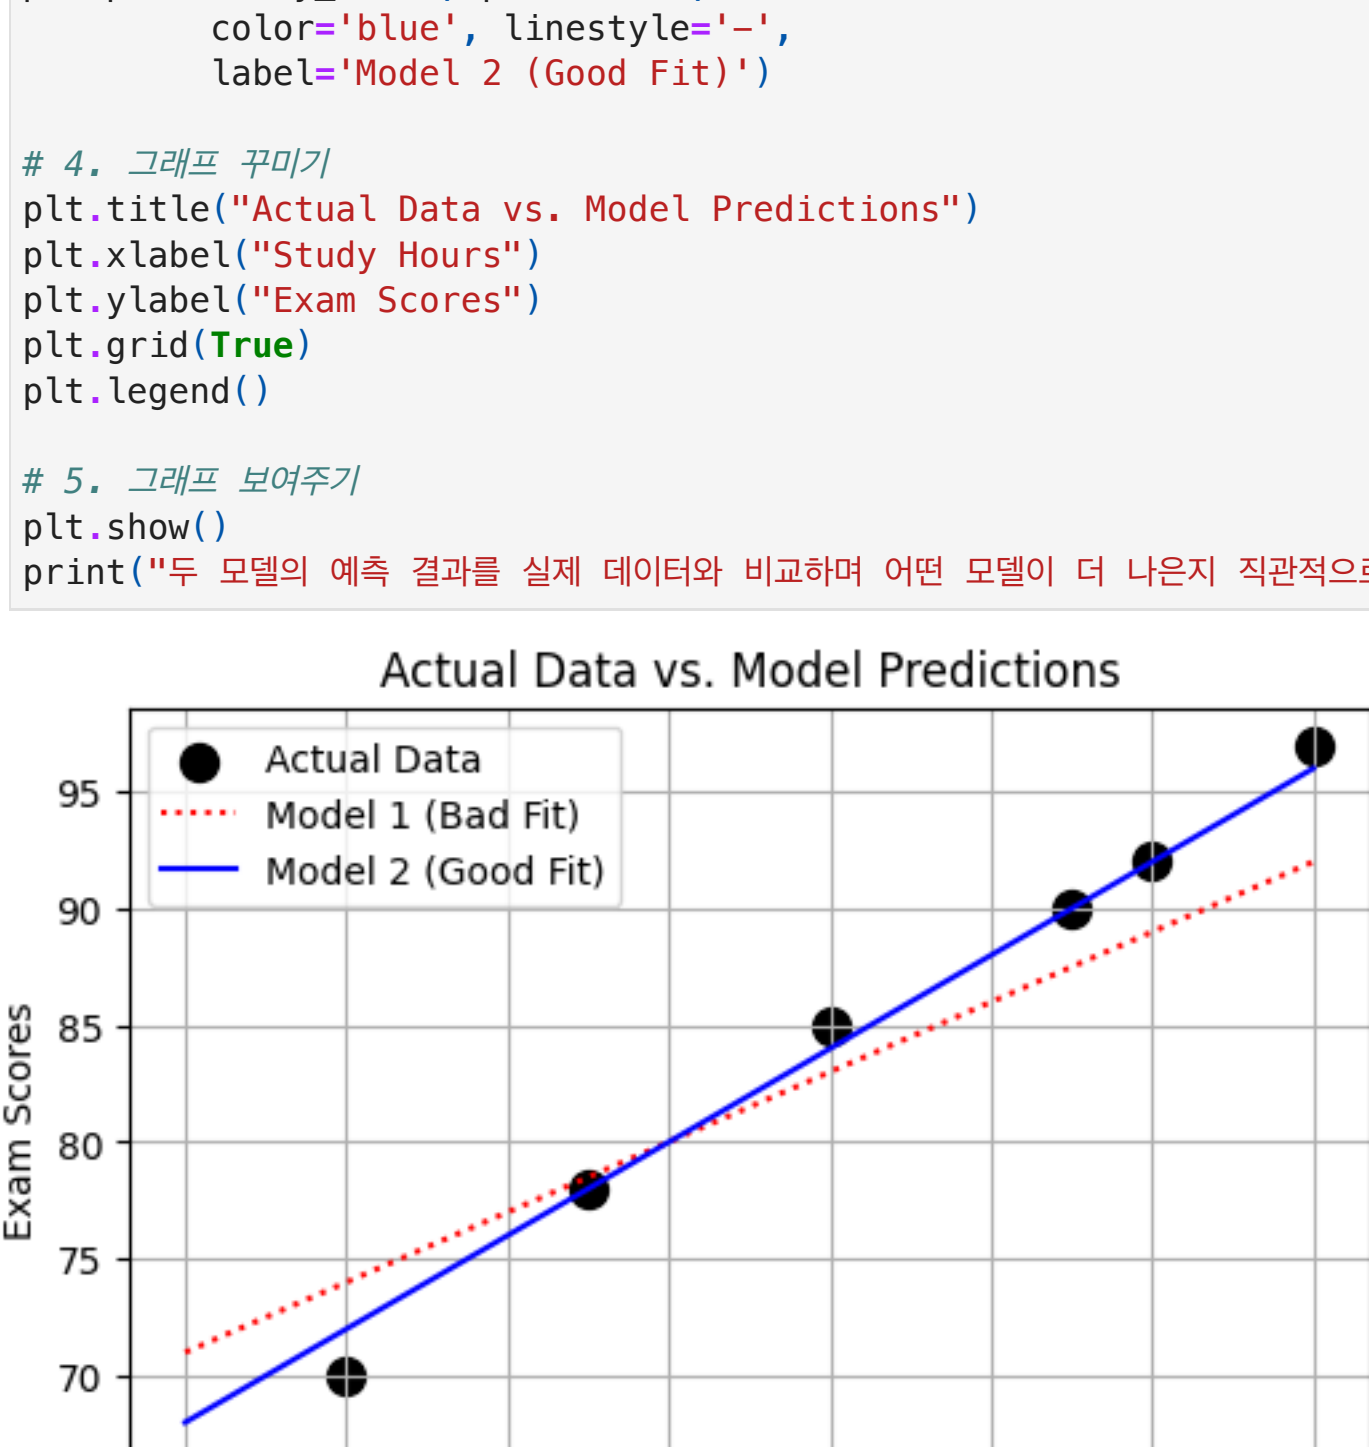 color='blue', linestyle='-',
label='Model 2 (Good Fit)')
# 4. 그래프 꾸미기
plt.title("Actual Data vs. Model Predictions")
plt.xlabel("Study Hours")
plt.ylabel("Exam Scores")
plt.grid(True)
plt.legend()
# 5. 그래프 보여주기
plt.show()
print("두 모델의 예측 결과를 실제 데이터와 비교하며 어떤 모델이 더 나은지
Actual Data vs. Model Predictions
Actual Data
Model 1 (Bad Fit)
Model 2 (Good Fit)
95
90
85
80
75
70
Exam Scores